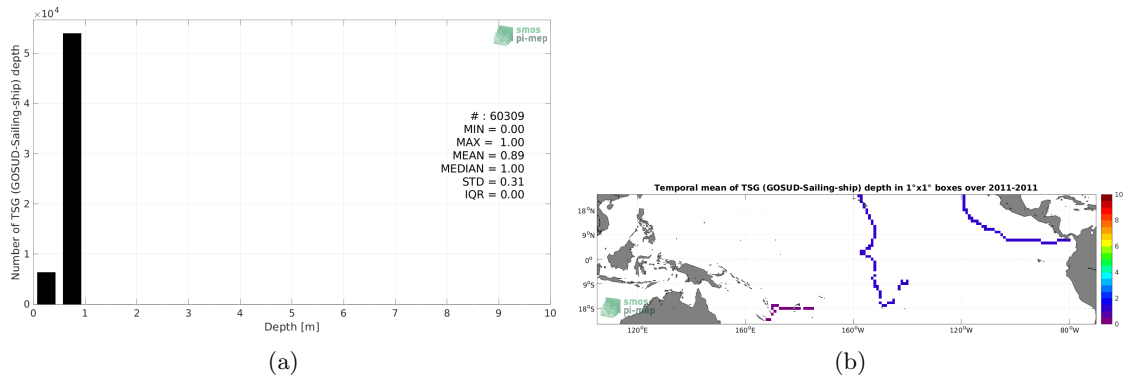 ×10⁴
5
4
3
2
1
0
Number of TSG (GOSUD-Sailing-ship) depth
smos
pi-mep
# : 60309
MIN = 0.00
MAX = 1.00
MEAN = 0.89
MEDIAN = 1.00
STD = 0.31
IQR = 0.00
0 1 2 3 4 5 6 7 8 9 10
Depth [m]
(a)
Temporal mean of TSG (GOSUD-Sailing-ship) depth in 1°x1° boxes over 2011-2011
18°N
9°N
0°
9°S
18°S
smos
pi-mep
120°E 160°E 160°W 120°W 80°W
10
8
6
4
2
0
(b)